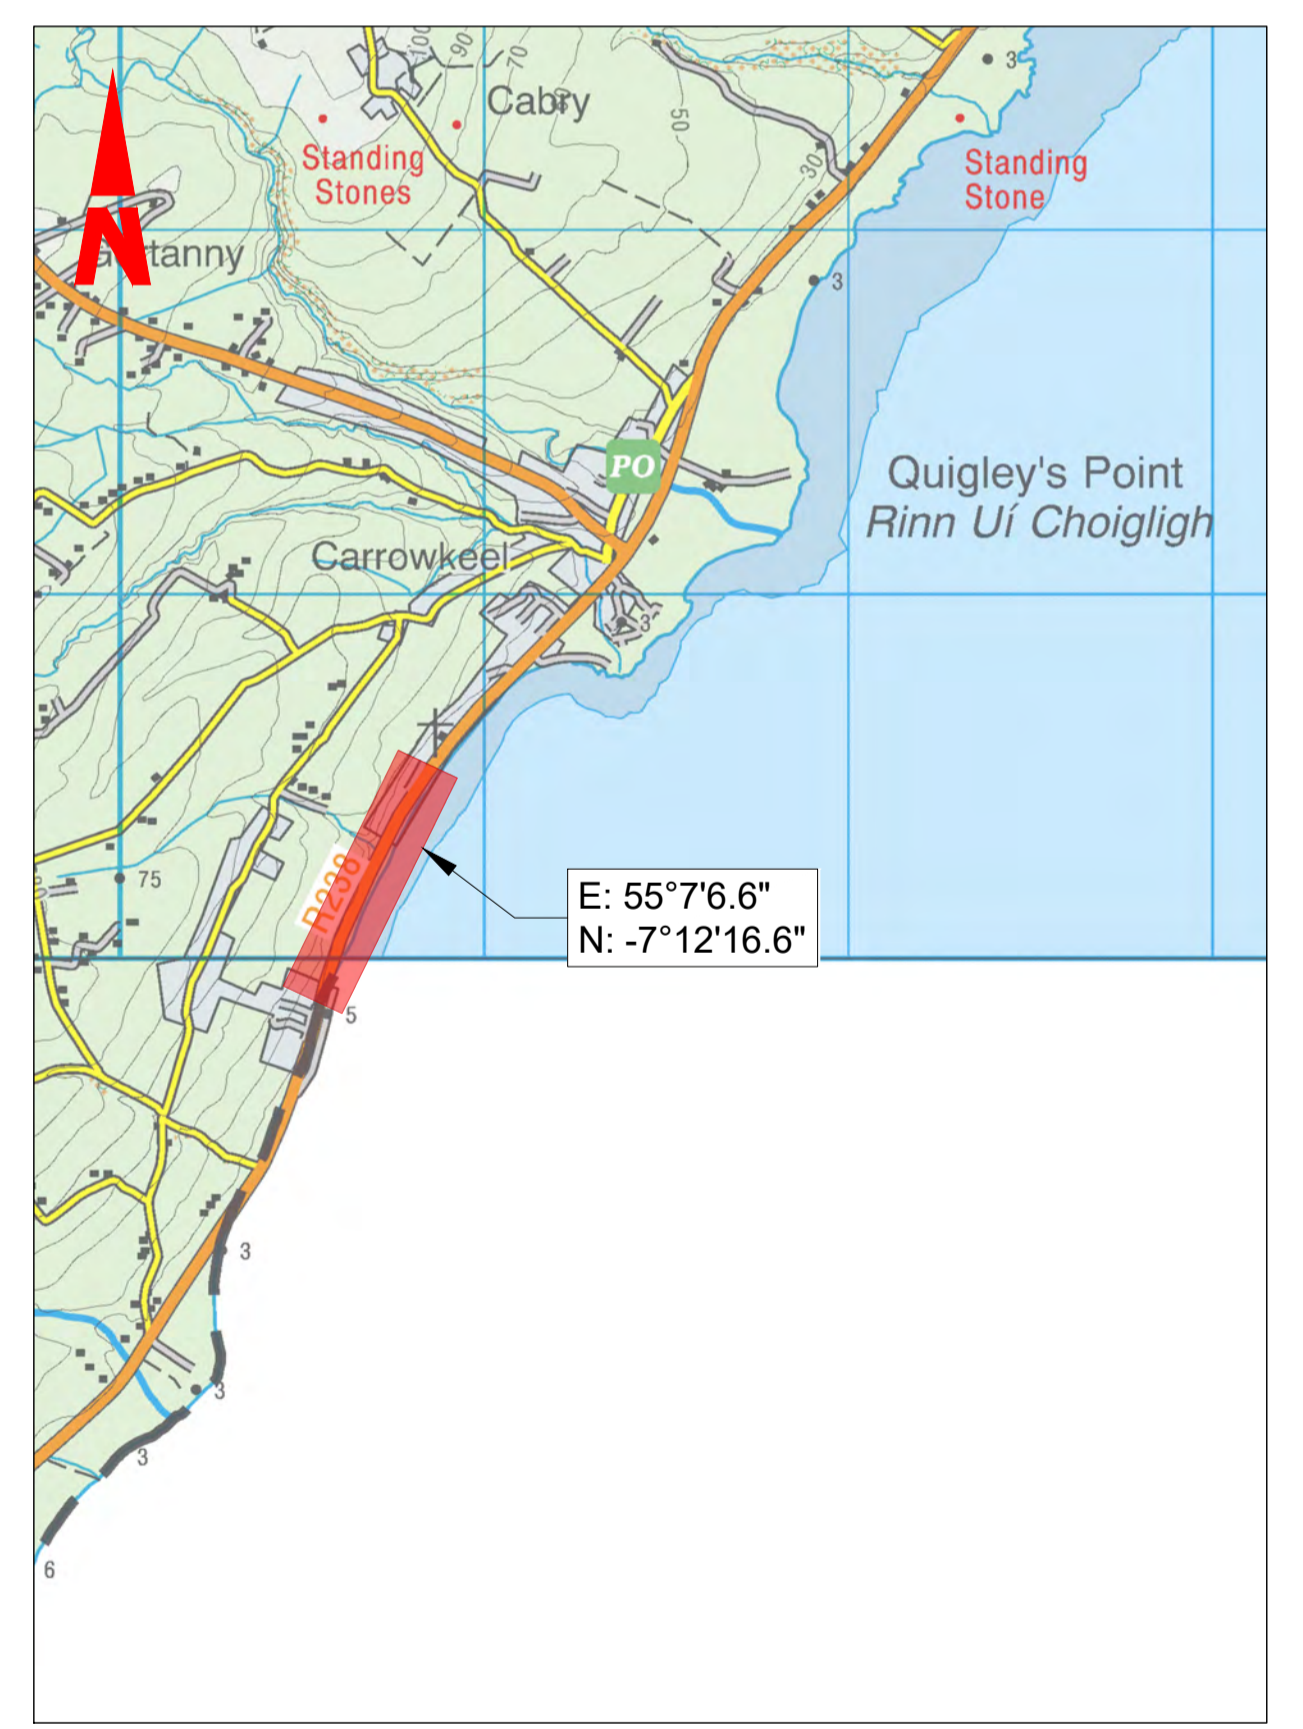 100
90
70
Cabry
50
30
3
Standing
Stones
Standing
Stone
N
3
PO
Quigley's Point
Rinn Uí Choigligh
Carrowkeel
3
75
R238
E: 55°7'6.6"
N: -7°12'16.6"
5
3
3
3
6